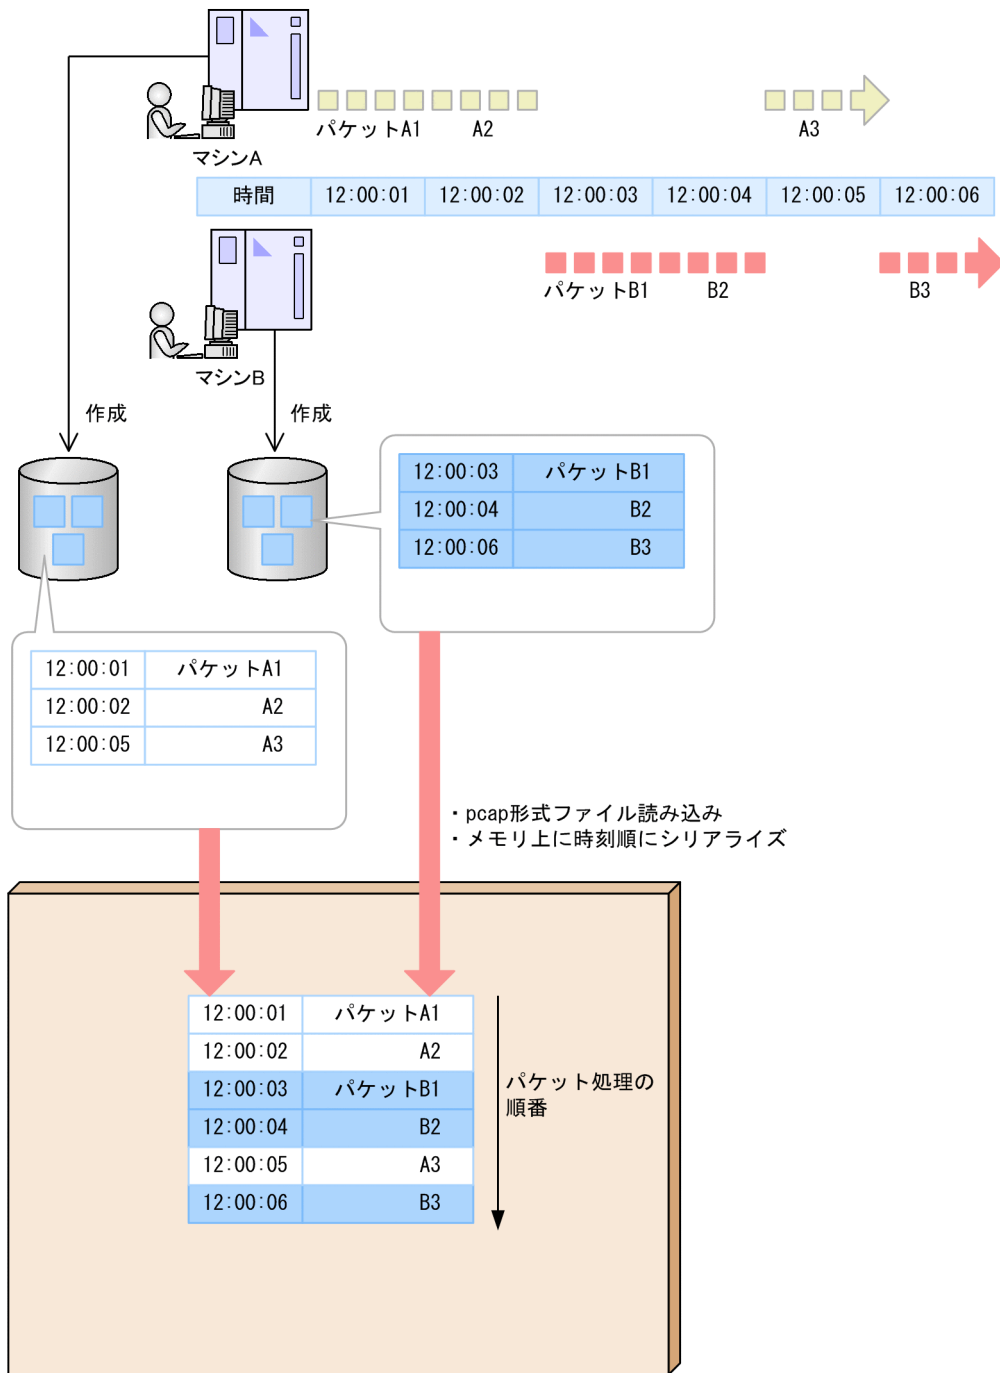 パケットA1 A2 A3
マシンA
時間 12:00:01 12:00:02 12:00:03 12:00:04 12:00:05 12:00:06
パケットB1 B2 B3
マシンB
作成 作成
12:00:03 パケットB1
12:00:04 B2
12:00:06 B3
12:00:01 パケットA1
12:00:02 A2
12:00:05 A3
・pcap形式ファイル読み込み
・メモリ上に時刻順にシリアライズ
12:00:01 パケットA1
12:00:02 A2
12:00:03 パケットB1
12:00:04 B2
12:00:05 A3
12:00:06 B3
パケット処理の
順番